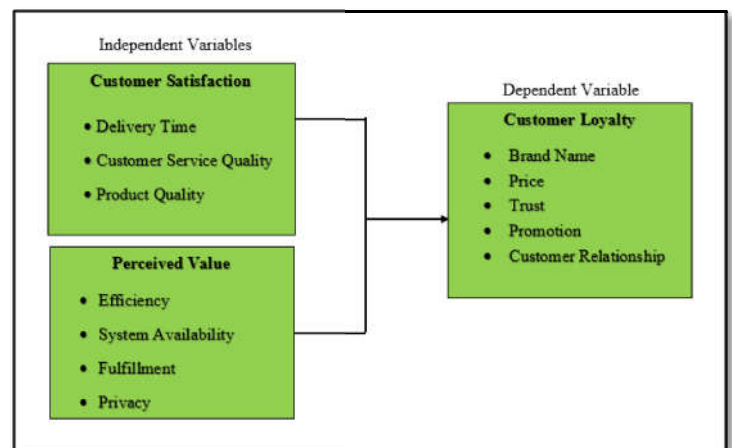 Independent Variables
Customer Satisfaction
• Delivery Time
• Customer Service Quality
• Product Quality
Perceived Value
• Efficiency
• System Availability
• Fulfillment
• Privacy
Dependent Variable
Customer Loyalty
• Brand Name
• Price
• Trust
• Promotion
• Customer Relationship